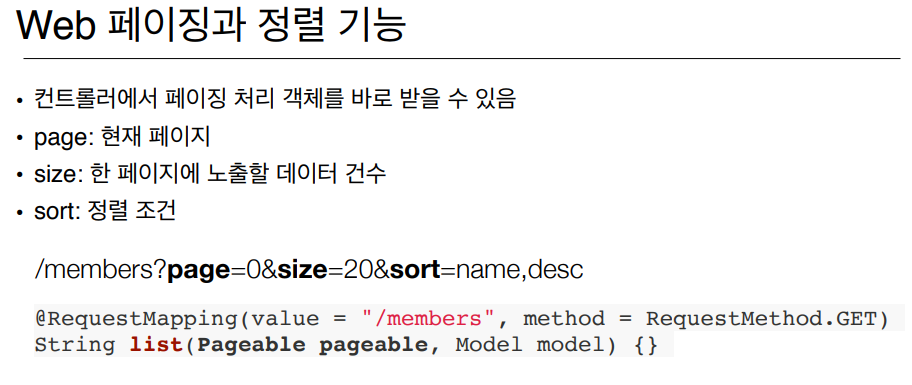 Web 페이징과 정렬 기능
• 컨트롤러에서 페이징 처리 객체를 바로 받을 수 있음
• page: 현재 페이지
• size: 한 페이지에 노출할 데이터 건수
• sort: 정렬 조건
/members?page=0&size=20&sort=name,desc
@RequestMapping(value = "/members", method = RequestMethod.GET)
String list(Pageable pageable, Model model) {}